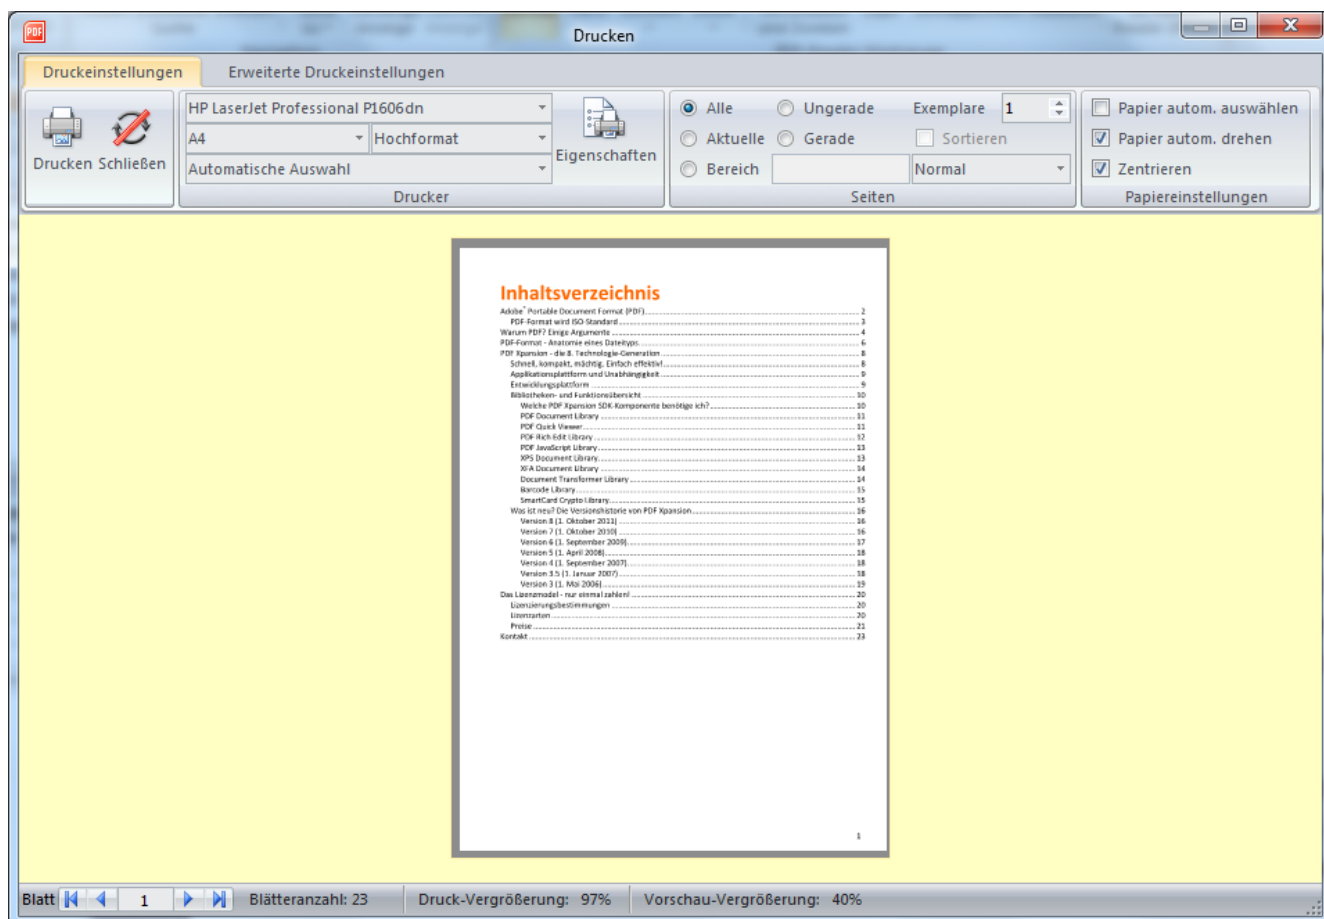 PDF
Drucken
Druckeinstellungen Erweiterte Druckeinstellungen
HP LaserJet Professional P1606dn
A4 Hochformat
Automatische Auswahl
Drucken Schließen
Eigenschaften
Drucker
Alle Ungerade Exemplare 1
Aktuelle Gerade Sortieren
Bereich Normal
Seiten
Papier autom. auswählen
Papier autom. drehen
Zentrieren
Papiereinstellungen
Inhaltsverzeichnis
Adobe® Portable Document Format (PDF) 2
PDF-Format wird ISO-Standard 3
Warum PDF? Einige Argumente 4
PDF-Format - Anatomie eines Dateityps 6
PDF Xpansion - die 8. Technologie-Generation 8
Schnell, kompakt, mächtig. Einfach effektiv! 8
Applikationsplattform und Unabhängigkeit 9
Entwicklungsplattform 9
Bibliotheken- und Funktionsübersicht 10
Welche PDF Xpansion SDK-Komponente benötige ich? 10
PDF Document Library 11
PDF Quick Viewer 11
PDF Rich Edit Library 12
PDF JavaScript Library 13
XPS Document Library 13
XFA Document Library 14
Document Transformer Library 14
Barcode Library 15
SmartCard Crypto Library 15
Was ist neu? Die Versionshistorie von PDF Xpansion 16
Version 8 (1. Oktober 2011) 16
Version 7 (1. Oktober 2010) 16
Version 6 (1. September 2009) 17
Version 5 (1. April 2008) 18
Version 4 (1. September 2007) 18
Version 3.5 (1. Januar 2007) 18
Version 3 (1. Mai 2006) 19
Das Lizenzmodel - nur einmal zahlen! 20
Lizenzierungsbestimmungen 20
Lizenzarten 20
Preise 21
Kontakt 23
1
Blatt 1 Blätteranzahl: 23 Druck-Vergrößerung: 97% Vorschau-Vergrößerung: 40%